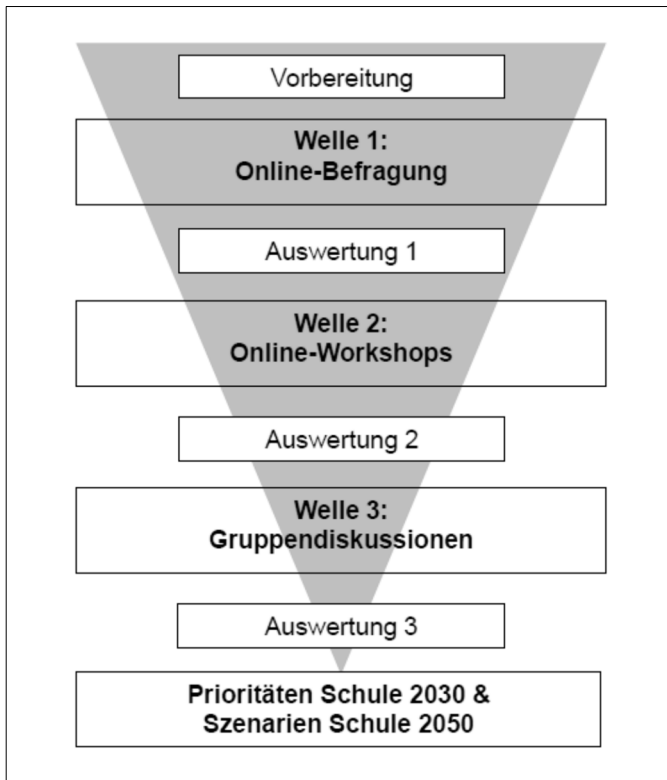 Vorbereitung
Welle 1:
Online-Befragung
Auswertung 1
Welle 2:
Online-Workshops
Auswertung 2
Welle 3:
Gruppendiskussionen
Auswertung 3
Prioritäten Schule 2030 &
Szenarien Schule 2050